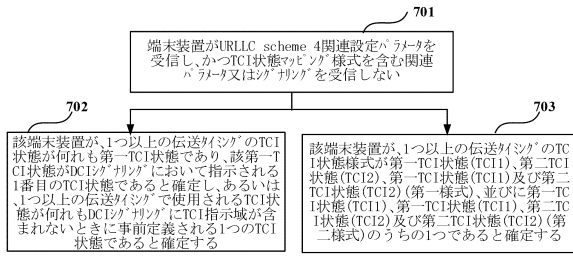 701
端末装置がURLLC scheme 4関連設定パラメータを
受信し、かつTCI状態マッピング様式を含む関連
パラメータ又はシグナリングを受信しない
702
該端末装置が、1つ以上の伝送タイミングのTCI
状態が何れも第一TCI状態であり、該第一T
CI状態がDCIシグナリングにおいて指示される
1番目のTCI状態であると確定し、あるいは
、1つ以上の伝送タイミングで使用されるTCI状
態が何れもDCIシグナリングにTCI指示域が含
まれないときに事前定義される1つのTCI
状態であると確定する
703
該端末装置が、1つ以上の伝送タイミングのTC
I状態様式が第一TCI状態(TCI1)、第二TCI
状態(TCI2)、第一TCI状態(TCI1)及び第二
TCI状態(TCI2)(第一様式)、並びに第一T
CI状態(TCI1)、第一TCI状態(TCI1)、第二TC
I状態(TCI2)及び第二TCI状態(TCI2)(第
二様式)のうちの1つであると確定する